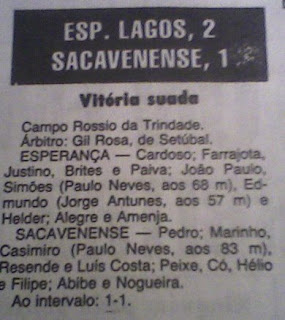 ESP. LAGOS, 2
SACAVENENSE, 1
Vitória suada
Campo Rossio da Trindade.
Árbitro: Gil Rosa, de Setúbal.
ESPERANÇA — Cardoso; Farrajota,
Justino, Brites e Paiva; João Paulo,
Simões (Paulo Neves, aos 68 m), Ed-
mundo (Jorge Antunes, aos 57 m) e
Helder; Alegre e Amenja.
SACAVENENSE — Pedro; Marinho,
Casimiro (Paulo Neves, aos 83 m),
Resende e Luís Costa; Peixe, Có, Hélio
e Filipe; Abibe e Nogueira.
Ao intervalo: 1-1.